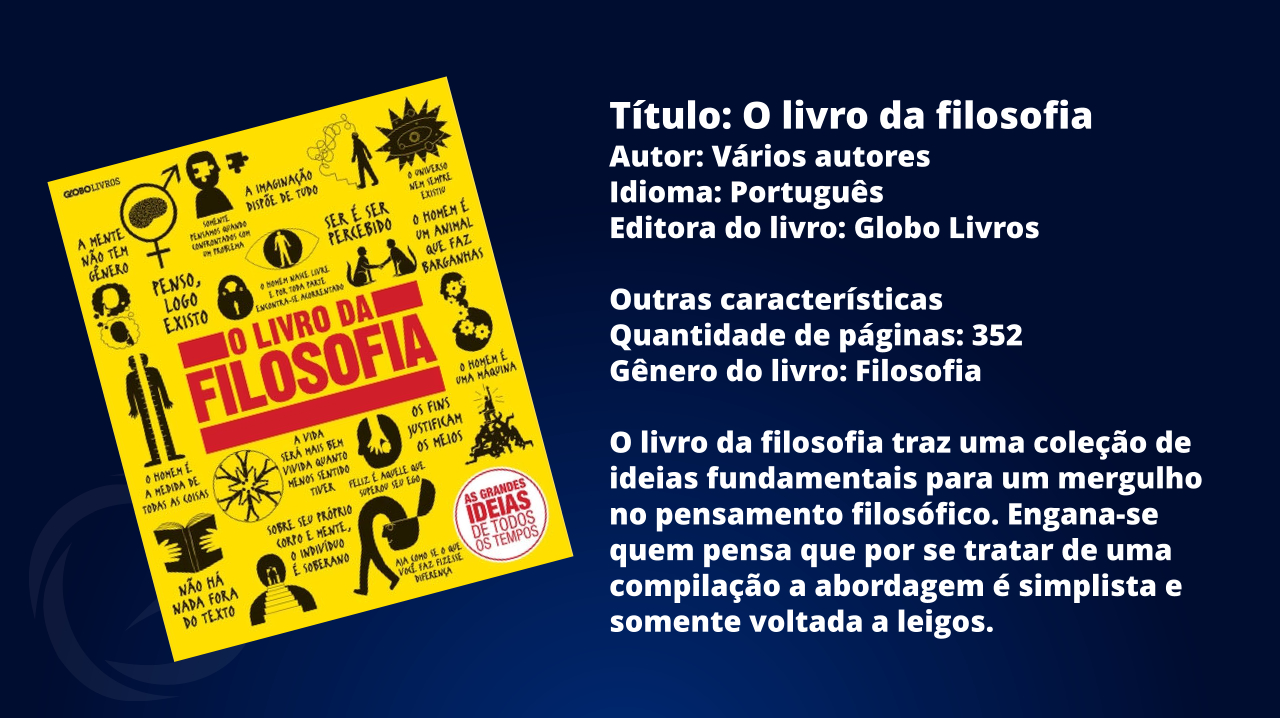 GLOBOLIVROS
A MENTE
NÃO TEM
GÊNERO
SOMENTE
PENSAMOS QUANDO
CONFRONTADOS COM
UM PROBLEMA
A IMAGINAÇÃO
DISPÕE DE TUDO
O UNIVERSO
NEM SEMPRE
EXISTIU
PENSO,
LOGO
EXISTO
SER É SER
PERCEBIDO
O HOMEM É
UM ANIMAL
QUE FAZ
BARGANHAS
O HOMEM NASCE LIVRE
E POR TODA PARTE
ENCONTRA-SE ACORRENTADO
O LIVRO DA
FILOSOFIA
O HOMEM É
UMA MÁQUINA
O HOMEM É
A MEDIDA DE
TODAS AS COISAS
A VIDA
SERÁ MAIS BEM
VIVIDA QUANTO
MENOS SENTIDO
TIVER
OS FINS
JUSTIFICAM
OS MEIOS
FELIZ É AQUELE QUE
SUPEROU SEU EGO
SOBRE SEU PRÓPRIO
CORPO E MENTE,
O INDIVÍDUO
É SOBERANO
NÃO HÁ
NADA FORA
DO TEXTO
AJA COMO SE O QUE
VOCÊ FAZ FIZESSE
DIFERENÇA
AS GRANDES
IDEIAS
DE TODOS
OS TEMPOS
Título: O livro da filosofia
Autor: Vários autores
Idioma: Português
Editora do livro: Globo Livros
Outras características
Quantidade de páginas: 352
Gênero do livro: Filosofia
O livro da filosofia traz uma coleção de
ideias fundamentais para um mergulho
no pensamento filosófico. Engana-se
quem pensa que por se tratar de uma
compilação a abordagem é simplista e
somente voltada a leigos.